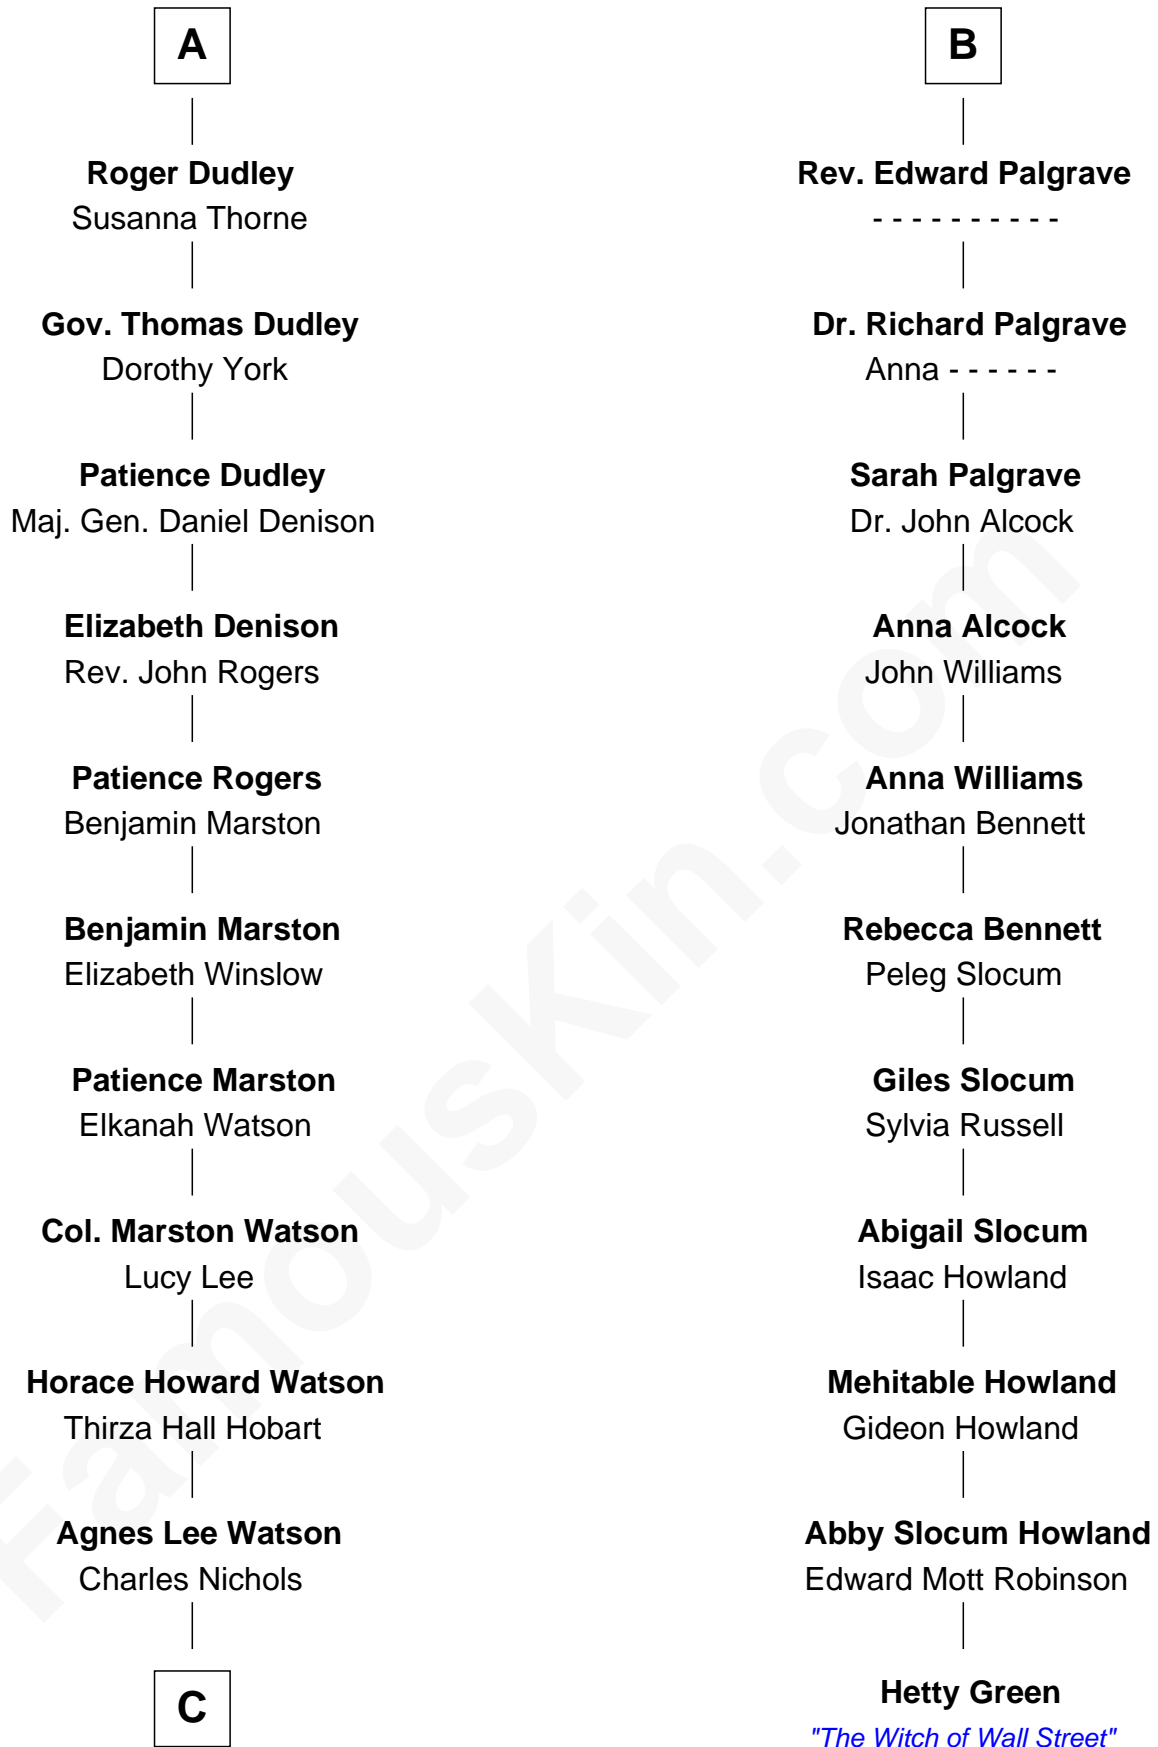 A
Roger Dudley
Susanna Thorne
Gov. Thomas Dudley
Dorothy York
Patience Dudley
Maj. Gen. Daniel Denison
Elizabeth Denison
Rev. John Rogers
Patience Rogers
Benjamin Marston
Benjamin Marston
Elizabeth Winslow
Patience Marston
Elkanah Watson
Col. Marston Watson
Lucy Lee
Horace Howard Watson
Thirza Hall Hobart
Agnes Lee Watson
Charles Nichols
C
B
Rev. Edward Palgrave
- - - - - - - - - -
Dr. Richard Palgrave
Anna - - - - - -
Sarah Palgrave
Dr. John Alcock
Anna Alcock
John Williams
Anna Williams
Jonathan Bennett
Rebecca Bennett
Peleg Slocum
Giles Slocum
Sylvia Russell
Abigail Slocum
Isaac Howland
Mehitable Howland
Gideon Howland
Abby Slocum Howland
Edward Mott Robinson
Hetty Green
"The Witch of Wall Street"
FamousKin.com